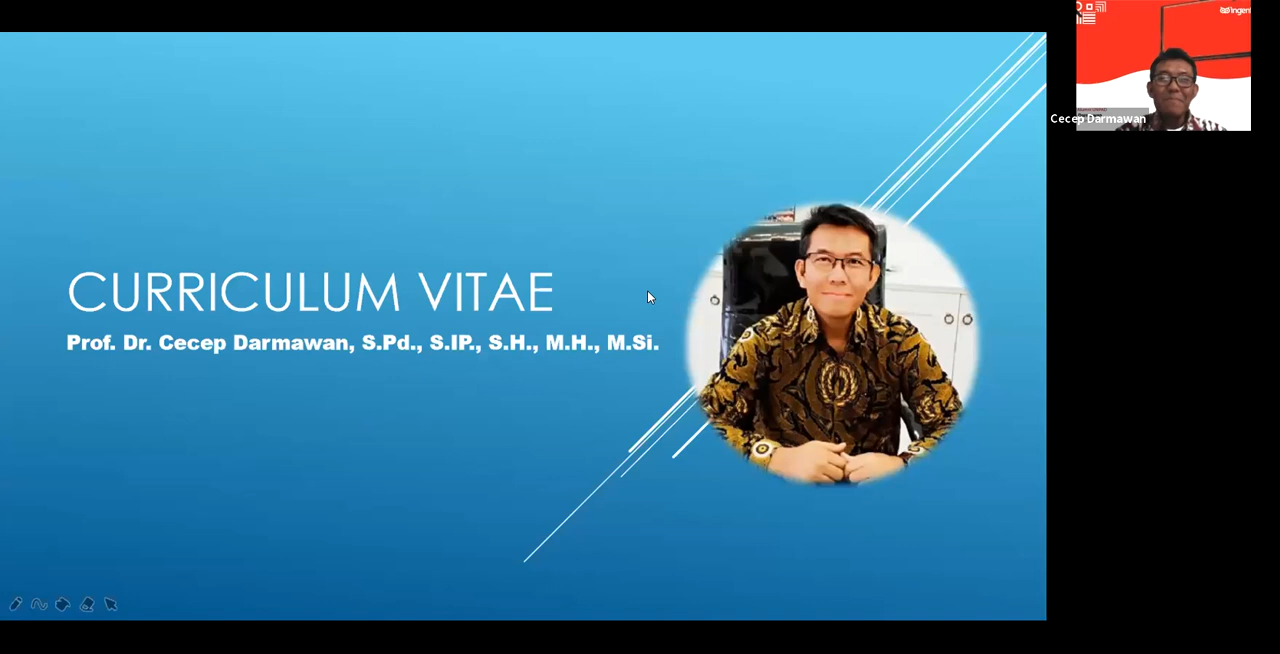 CURRICULUM VITAE
Prof. Dr. Cecep Darmawan, S.Pd., S.IP., S.H., M.H., M.Si.
Cecep Darmawan